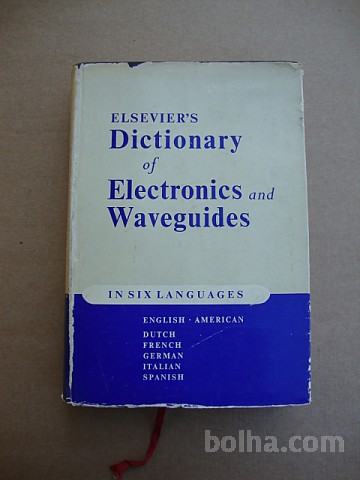 ELSEVIER'S
Dictionary
of
Electronics and
Waveguides
IN SIX LANGUAGES
ENGLISH · AMERICAN
DUTCH
FRENCH
GERMAN
ITALIAN
SPANISH
bolha.com